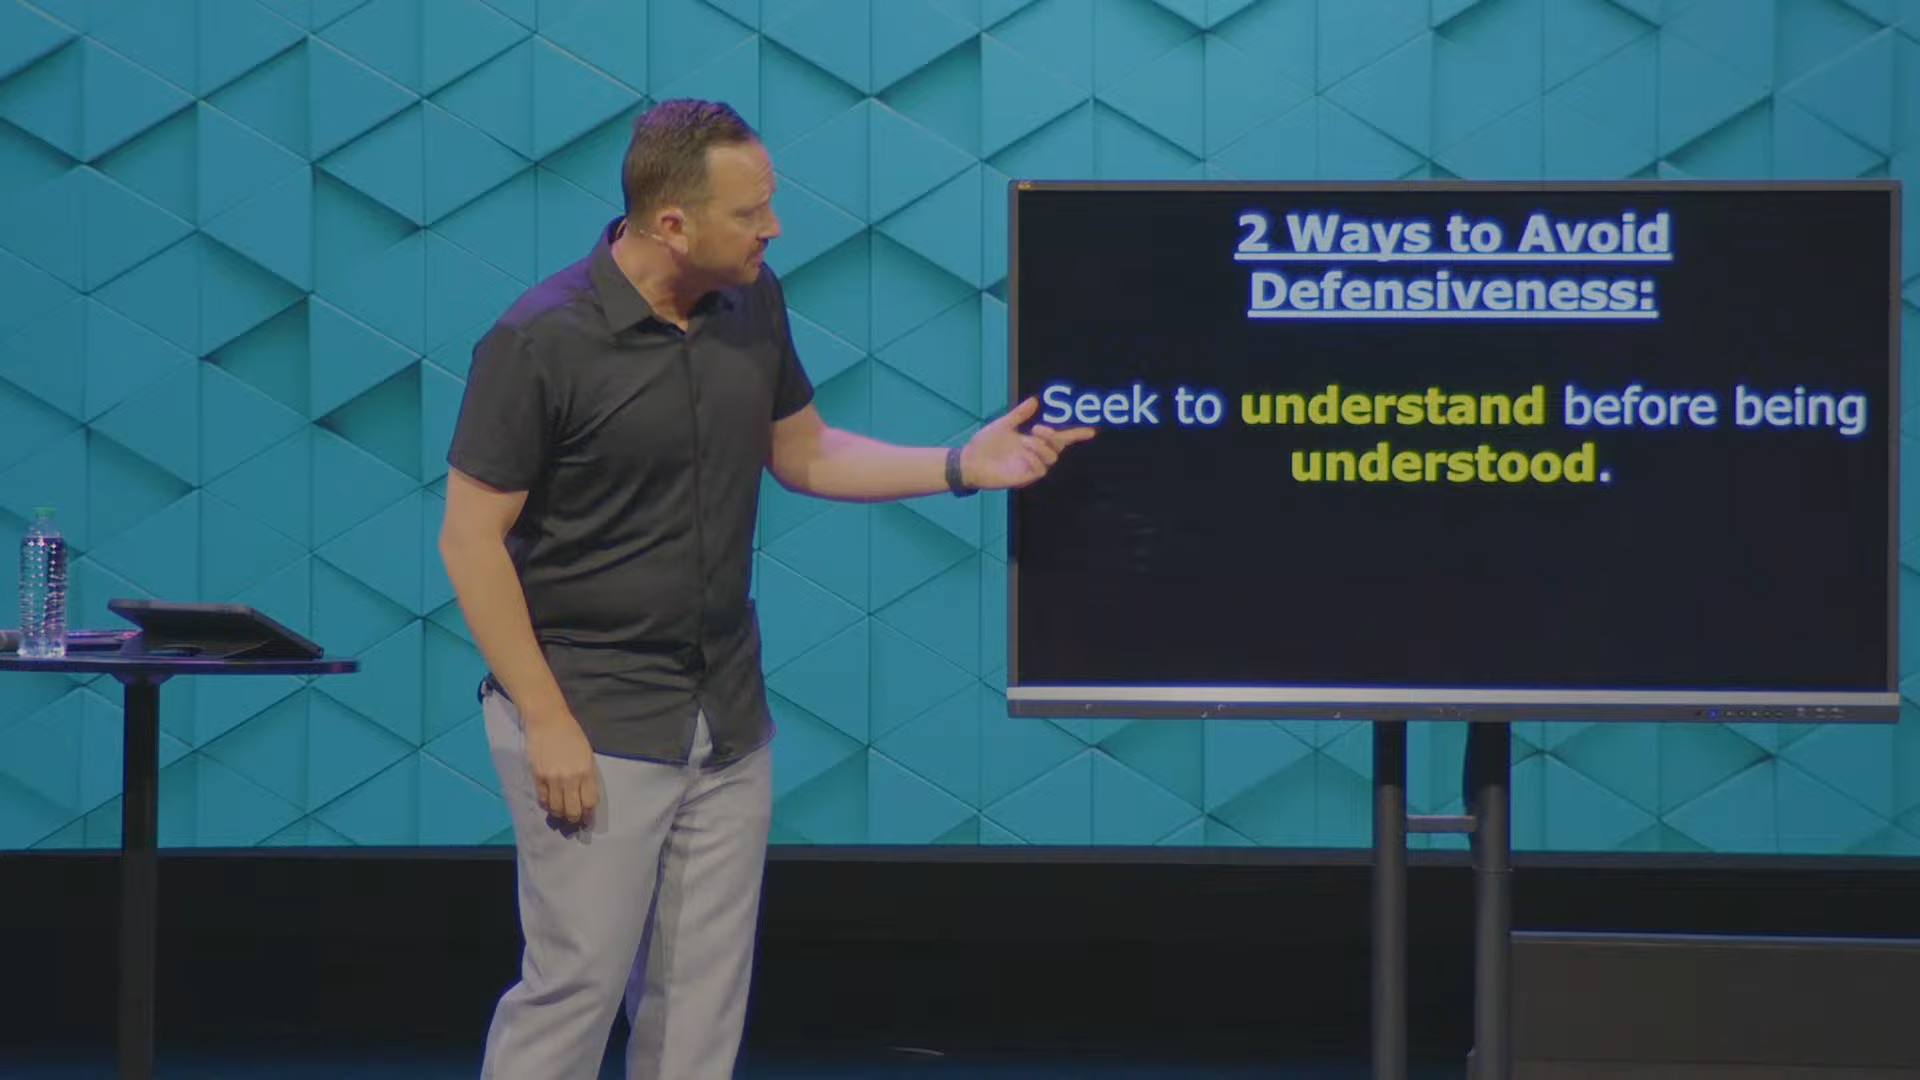 2 Ways to Avoid
Defensiveness:
Seek to understand before being
understood.